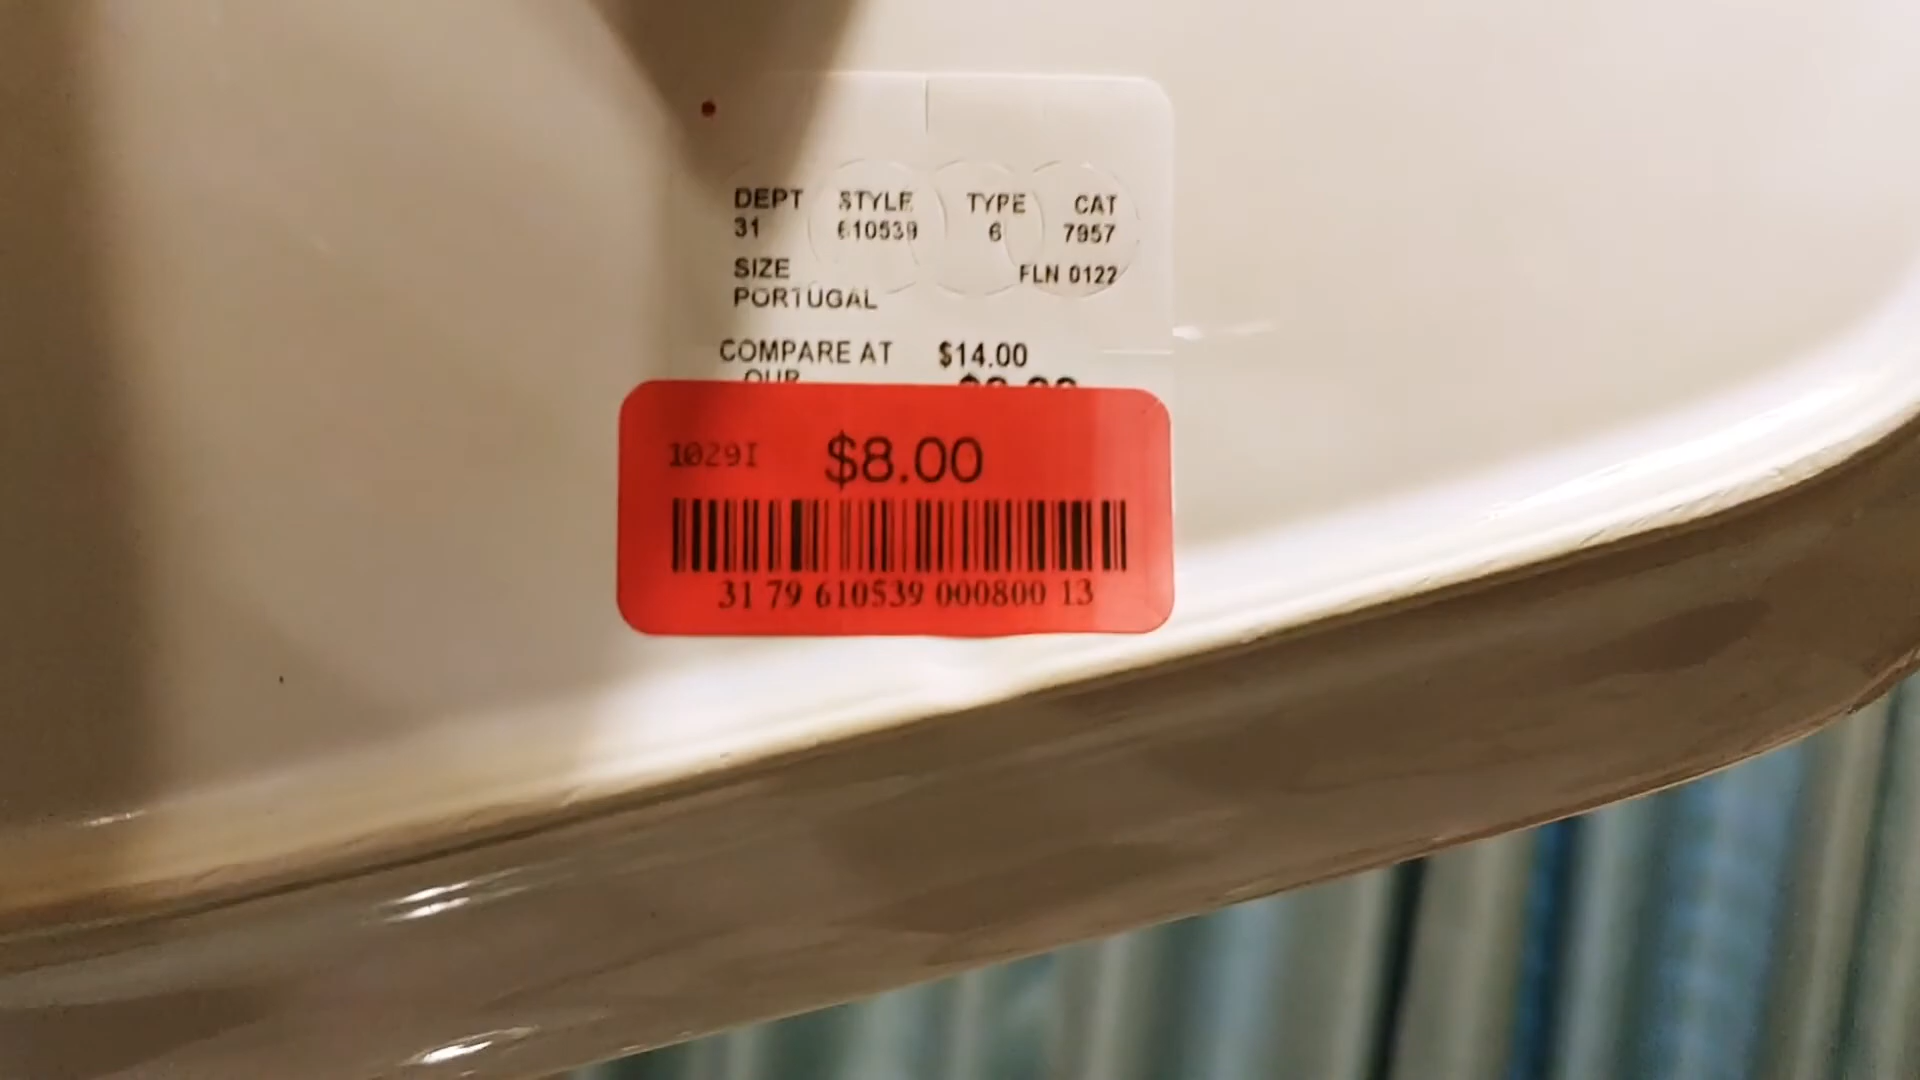 DEPT STYLE TYPE CAT
31 610539 6 7957
SIZE FLN 0122
PORTUGAL
COMPARE AT $14.00
OUR
1029I $8.00
31 79 610539 000800 13